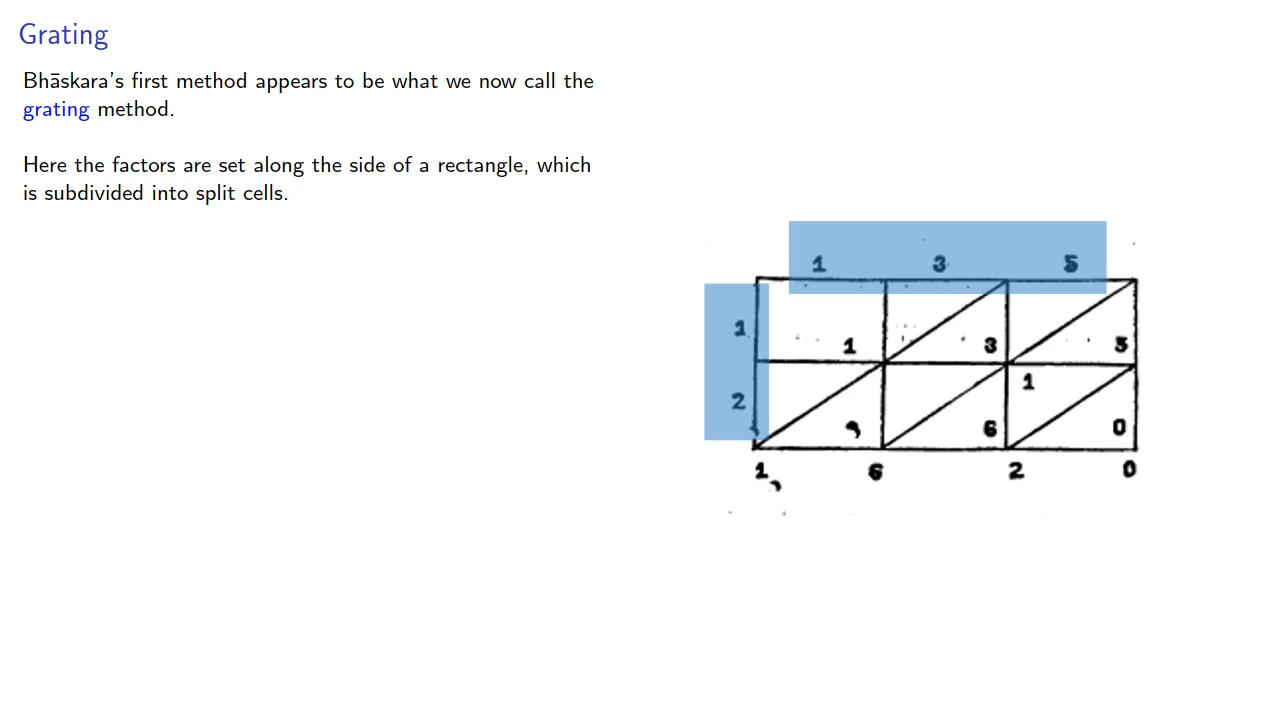 Grating
Bhāskara's first method appears to be what we now call the
grating method.
Here the factors are set along the side of a rectangle, which
is subdivided into split cells.
1 3 5
1
1 3 5
1
2
6 0
1, 6 2 0